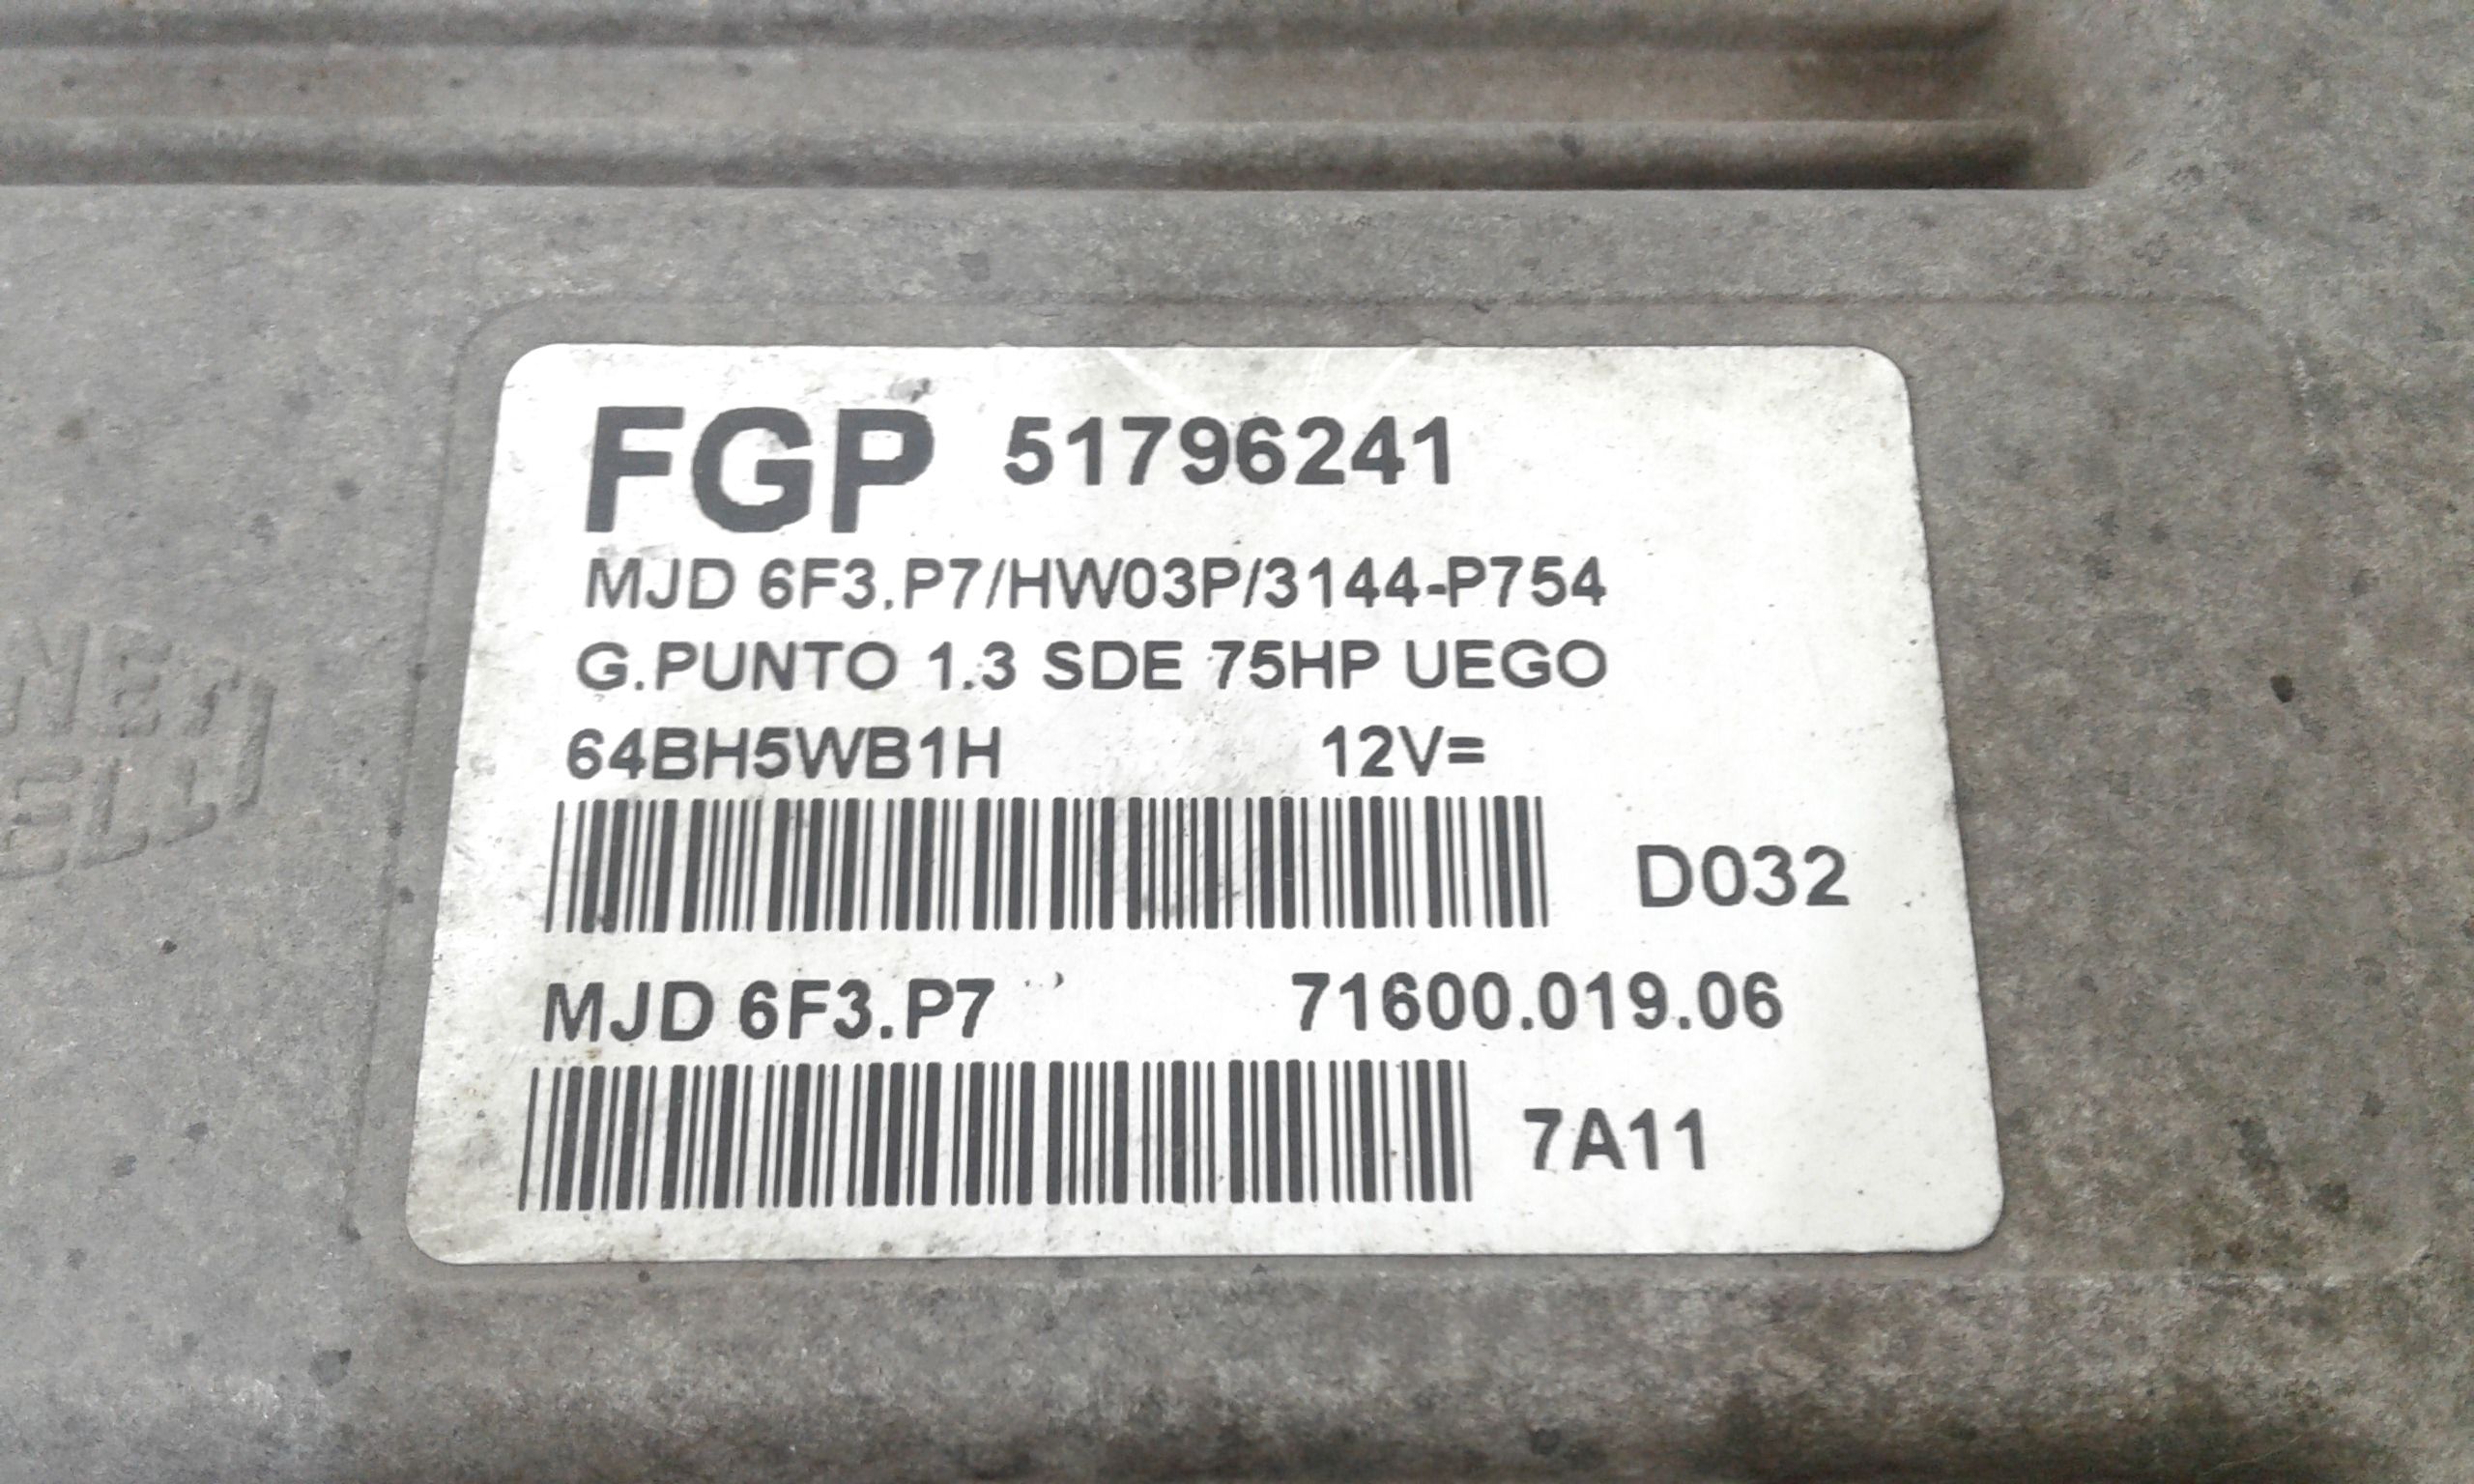 FGP 51796241
MJD 6F3.P7/HW03P/3144-P754
G.PUNTO 1.3 SDE 75HP UEGO
64BH5WB1H 12V=
D032
MJD 6F3.P7 71600.019.06
7A11